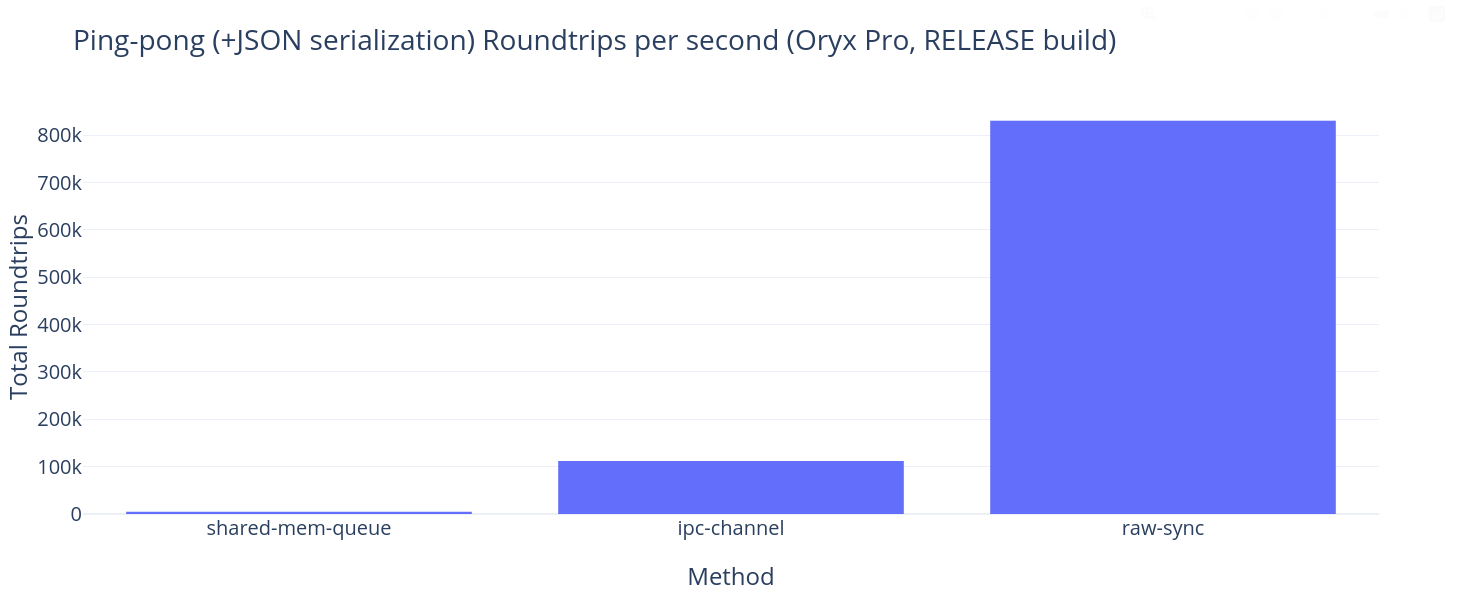 Ping-pong (+JSON serialization) Roundtrips per second (Oryx Pro, RELEASE build)
Total Roundtrips
800k
700k
600k
500k
400k
300k
200k
100k
0
shared-mem-queue
ipc-channel
raw-sync
Method